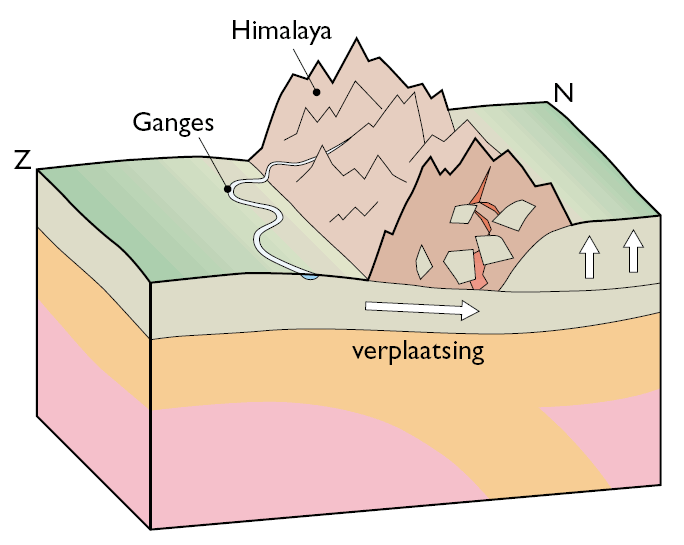 Himalaya
N
Ganges
Z
verplaatsing